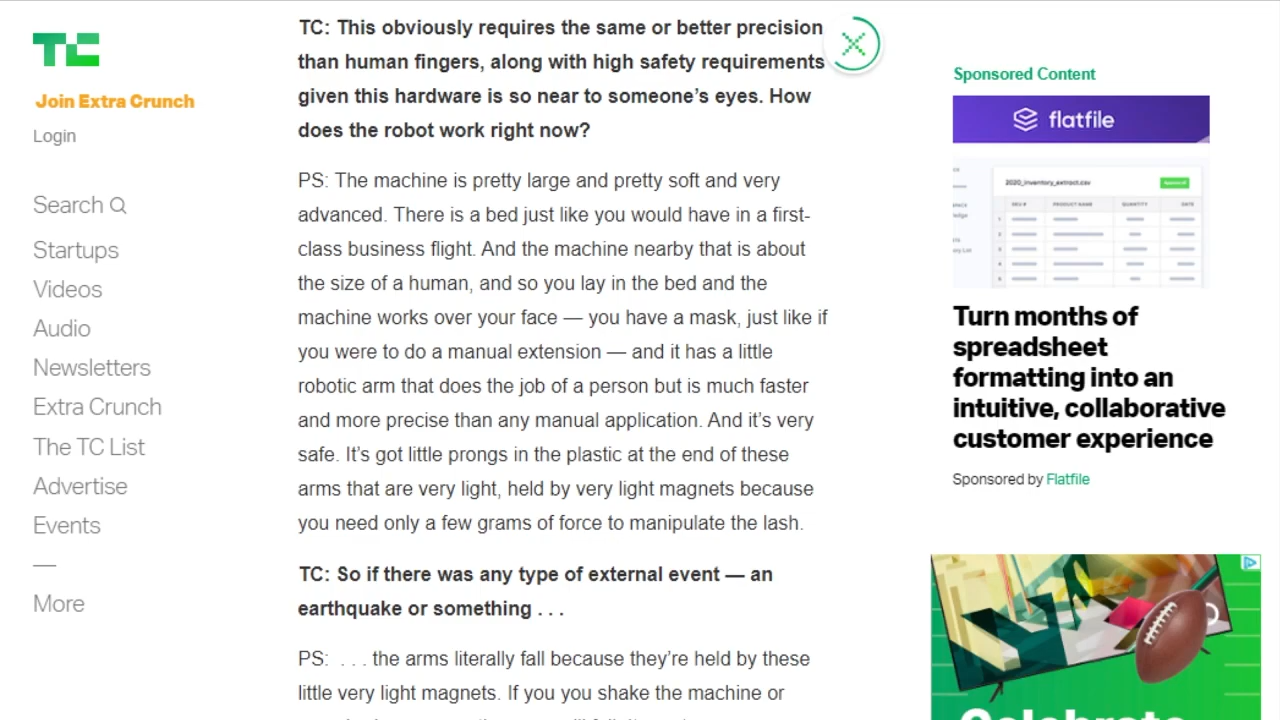 TC
Join Extra Crunch
Login
Search
Startups
Videos
Audio
Newsletters
Extra Crunch
The TC List
Advertise
Events
—
More
TC: This obviously requires the same or better precision
than human fingers, along with high safety requirements
given this hardware is so near to someone’s eyes. How
does the robot work right now?
PS: The machine is pretty large and pretty soft and very
advanced. There is a bed just like you would have in a first-
class business flight. And the machine nearby that is about
the size of a human, and so you lay in the bed and the
machine works over your face — you have a mask, just like if
you were to do a manual extension — and it has a little
robotic arm that does the job of a person but is much faster
and more precise than any manual application. And it’s very
safe. It’s got little prongs in the plastic at the end of these
arms that are very light, held by very light magnets because
you need only a few grams of force to manipulate the lash.
TC: So if there was any type of external event — an
earthquake or something . . .
PS: . . . the arms literally fall because they’re held by these
little very light magnets. If you you shake the machine or
Sponsored Content
flatfile
2020_inventory_extract.csv
SKU # PRODUCT NAME QUANTITY DATE
Turn months of
spreadsheet
formatting into an
intuitive, collaborative
customer experience
Sponsored by Flatfile
Celebrate